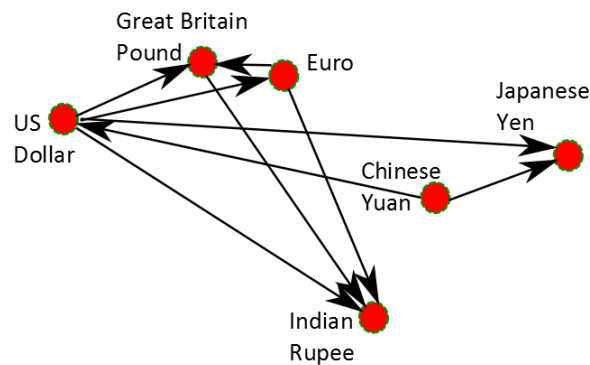 Great Britain
Pound
Euro
Japanese
Yen
US
Dollar
Chinese
Yuan
Indian
Rupee